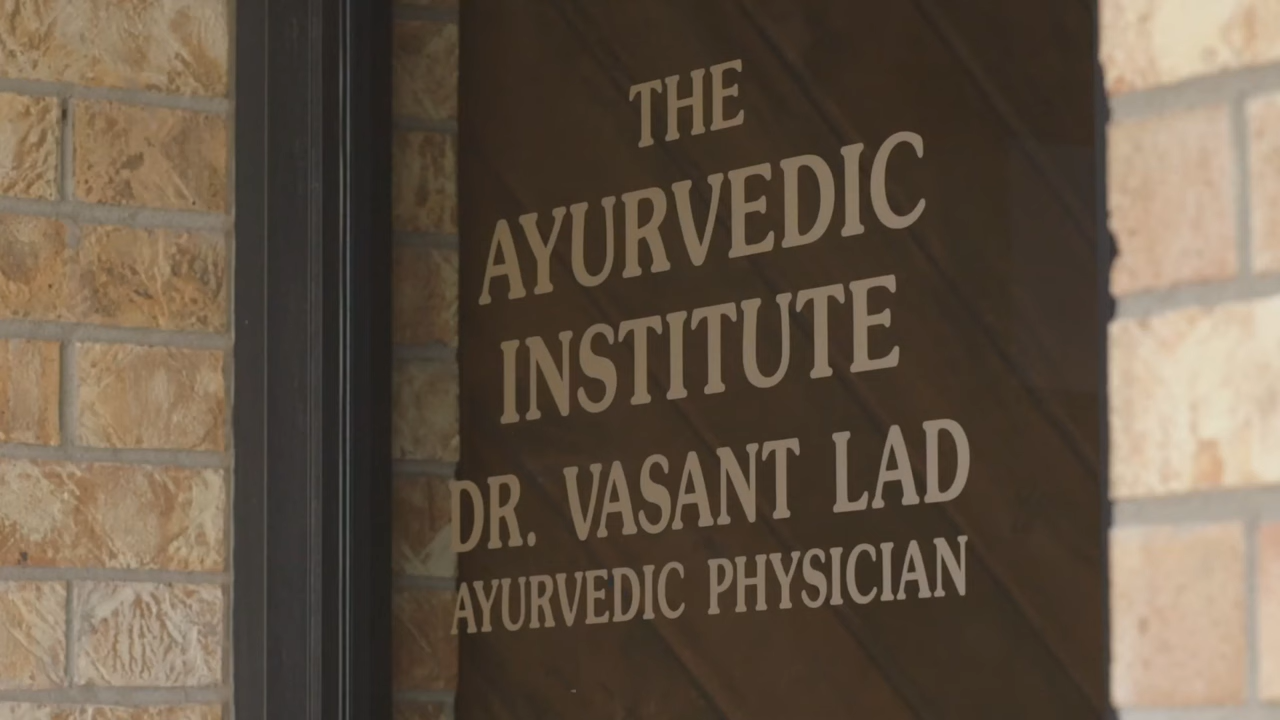 THE
AYURVEDIC
INSTITUTE
DR. VASANT LAD
AYURVEDIC PHYSICIAN